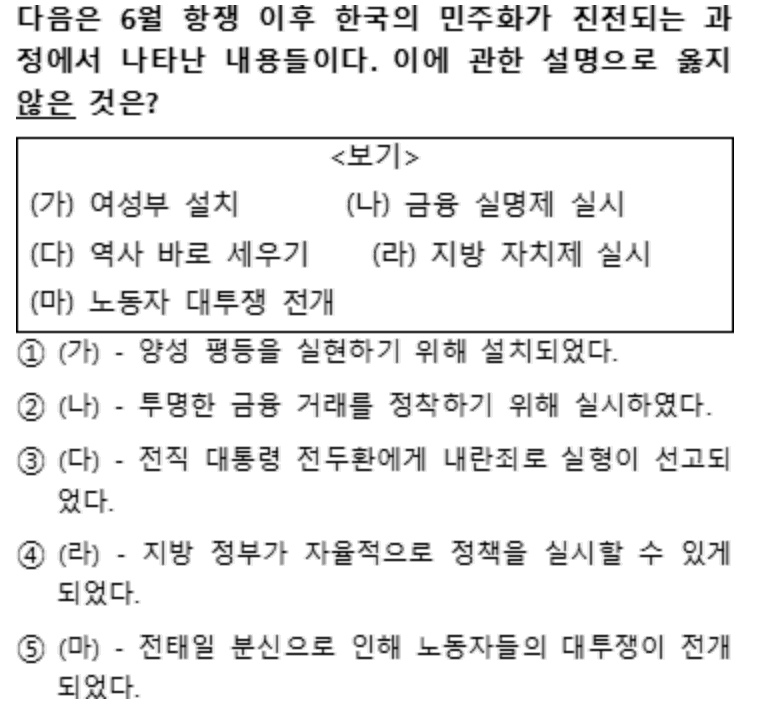 다음은 6월 항쟁 이후 한국의 민주화가 진전되는 과
정에서 나타난 내용들이다. 이에 관한 설명으로 옳지
않은 것은?
<보기>
(가) 여성부 설치 (나) 금융 실명제 실시
(다) 역사 바로 세우기 (라) 지방 자치제 실시
(마) 노동자 대투쟁 전개
① (가) - 양성 평등을 실현하기 위해 설치되었다.
② (나) - 투명한 금융 거래를 정착하기 위해 실시하였다.
③ (다) - 전직 대통령 전두환에게 내란죄로 실형이 선고되
었다.
④ (라) - 지방 정부가 자율적으로 정책을 실시할 수 있게
되었다.
⑤ (마) - 전태일 분신으로 인해 노동자들의 대투쟁이 전개
되었다.